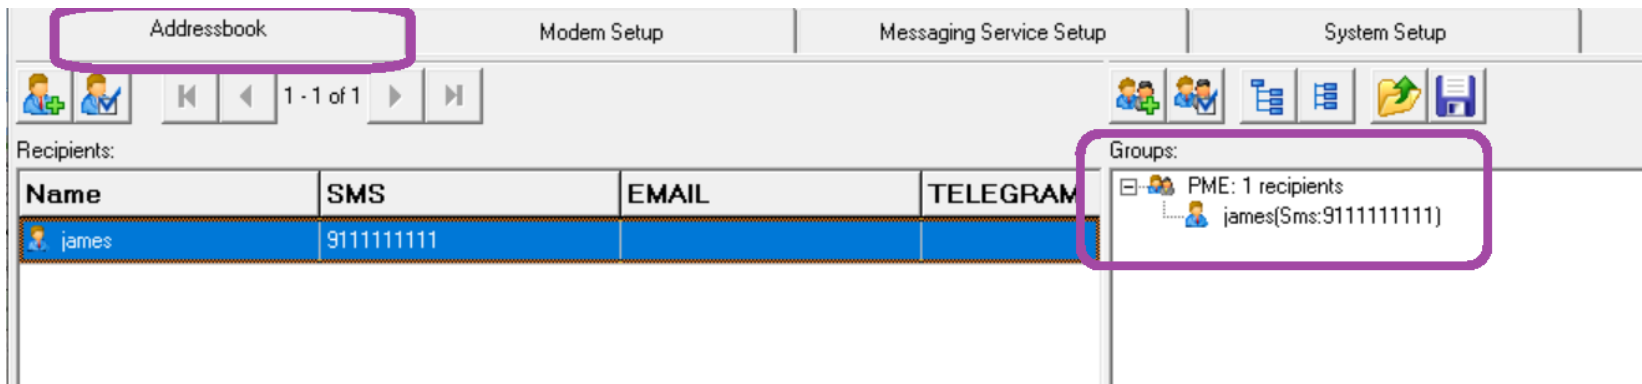 Addressbook
Modem Setup
Messaging Service Setup
System Setup
1 - 1 of 1
Recipients:
Name
SMS
EMAIL
TELEGRAM
james
9111111111
Groups:
PME: 1 recipients
james(Sms:9111111111)